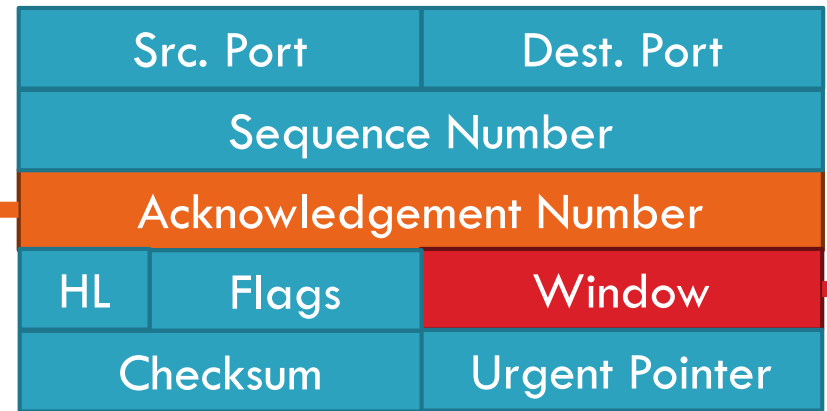 Src. Port Dest. Port
Sequence Number
Acknowledgement Number
HL Flags Window
Checksum Urgent Pointer